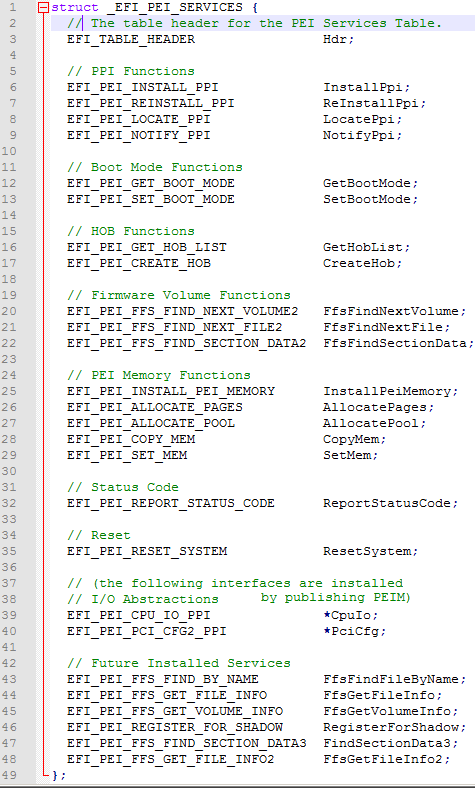 1 struct _EFI_PEI_SERVICES {
2 // The table header for the PEI Services Table.
3 EFI_TABLE_HEADER Hdr;
4
5 // PPI Functions
6 EFI_PEI_INSTALL_PPI InstallPpi;
7 EFI_PEI_REINSTALL_PPI ReInstallPpi;
8 EFI_PEI_LOCATE_PPI LocatePpi;
9 EFI_PEI_NOTIFY_PPI NotifyPpi;
10
11 // Boot Mode Functions
12 EFI_PEI_GET_BOOT_MODE GetBootMode;
13 EFI_PEI_SET_BOOT_MODE SetBootMode;
14
15 // HOB Functions
16 EFI_PEI_GET_HOB_LIST GetHobList;
17 EFI_PEI_CREATE_HOB CreateHob;
18
19 // Firmware Volume Functions
20 EFI_PEI_FFS_FIND_NEXT_VOLUME2 FfsFindNextVolume;
21 EFI_PEI_FFS_FIND_NEXT_FILE2 FfsFindNextFile;
22 EFI_PEI_FFS_FIND_SECTION_DATA2 FfsFindSectionData;
23
24 // PEI Memory Functions
25 EFI_PEI_INSTALL_PEI_MEMORY InstallPeiMemory;
26 EFI_PEI_ALLOCATE_PAGES AllocatePages;
27 EFI_PEI_ALLOCATE_POOL AllocatePool;
28 EFI_PEI_COPY_MEM CopyMem;
29 EFI_PEI_SET_MEM SetMem;
30
31 // Status Code
32 EFI_PEI_REPORT_STATUS_CODE ReportStatusCode;
33
34 // Reset
35 EFI_PEI_RESET_SYSTEM ResetSystem;
36
37 // (the following interfaces are installed
38 // I/O Abstractions by publishing PEIM)
39 EFI_PEI_CPU_IO_PPI *CpuIo;
40 EFI_PEI_PCI_CFG2_PPI *PciCfg;
41
42 // Future Installed Services
43 EFI_PEI_FFS_FIND_BY_NAME FfsFindFileByName;
44 EFI_PEI_FFS_GET_FILE_INFO FfsGetFileInfo;
45 EFI_PEI_FFS_GET_VOLUME_INFO FfsGetVolumeInfo;
46 EFI_PEI_REGISTER_FOR_SHADOW RegisterForShadow;
47 EFI_PEI_FFS_FIND_SECTION_DATA3 FindSectionData3;
48 EFI_PEI_FFS_GET_FILE_INFO2 FfsGetFileInfo2;
49 };